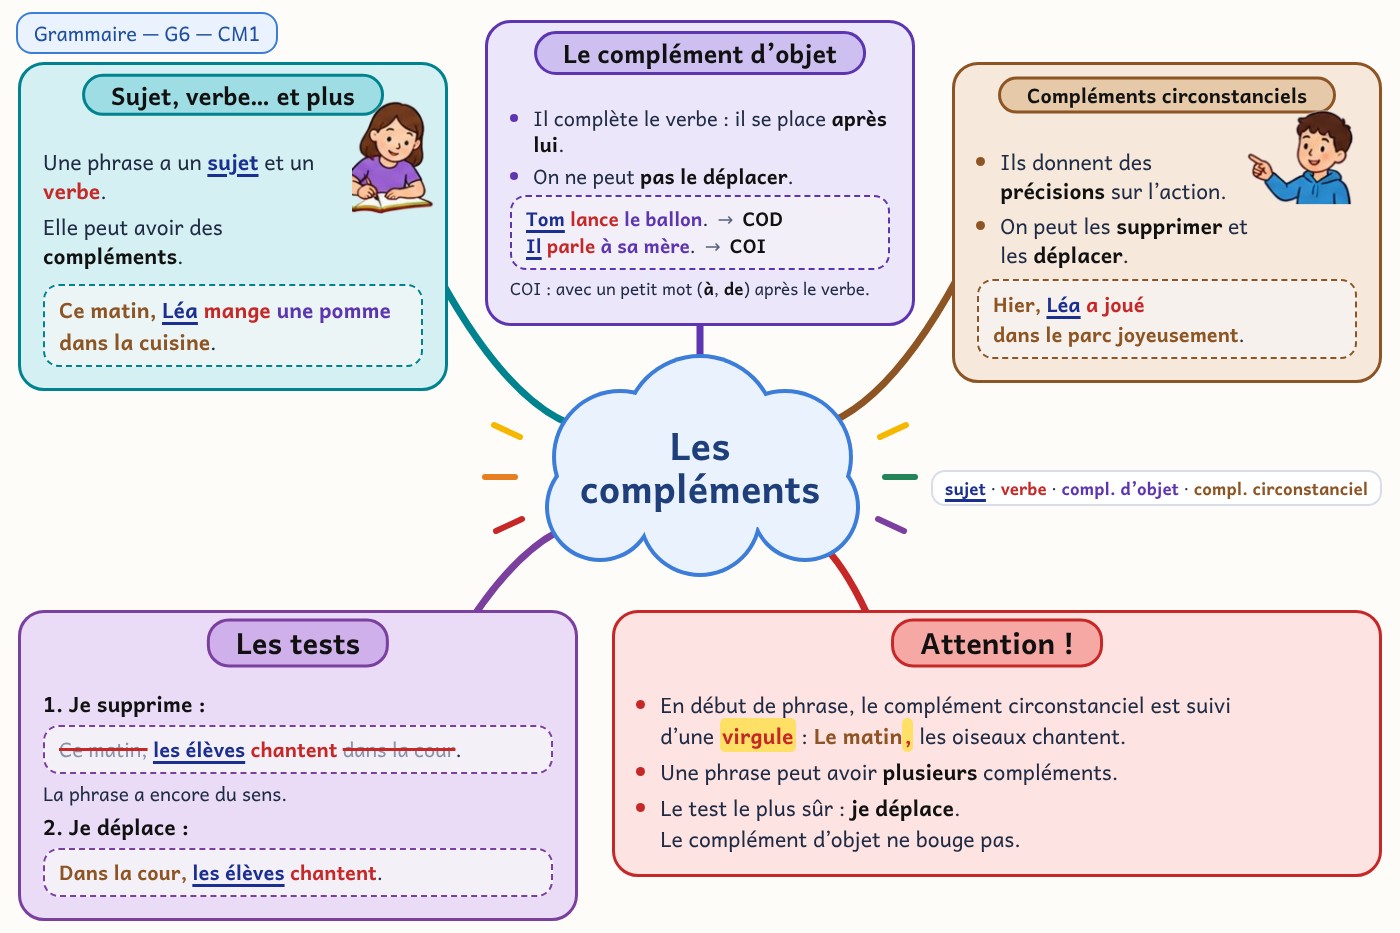 Grammaire — G6 — CM1
Sujet, verbe... et plus
Une phrase a un sujet et un
verbe.
Elle peut avoir des
compléments.
Ce matin, Léa mange une pomme
dans la cuisine.
Le complément d’objet
• Il complète le verbe : il se place après
lui.
• On ne peut pas le déplacer.
Tom lance le ballon. → COD
Il parle à sa mère. → COI
COI : avec un petit mot (à, de) après le verbe.
Compléments circonstanciels
• Ils donnent des
précisions sur l’action.
• On peut les supprimer et
les déplacer.
Hier, Léa a joué
dans le parc joyeusement.
Les
compléments
sujet · verbe · compl. d’objet · compl. circonstanciel
Les tests
1. Je supprime :
Ce matin, les élèves chantent dans la cour.
La phrase a encore du sens.
2. Je déplace :
Dans la cour, les élèves chantent.
Attention !
• En début de phrase, le complément circonstanciel est suivi
d’une virgule : Le matin, les oiseaux chantent.
• Une phrase peut avoir plusieurs compléments.
• Le test le plus sûr : je déplace.
Le complément d’objet ne bouge pas.